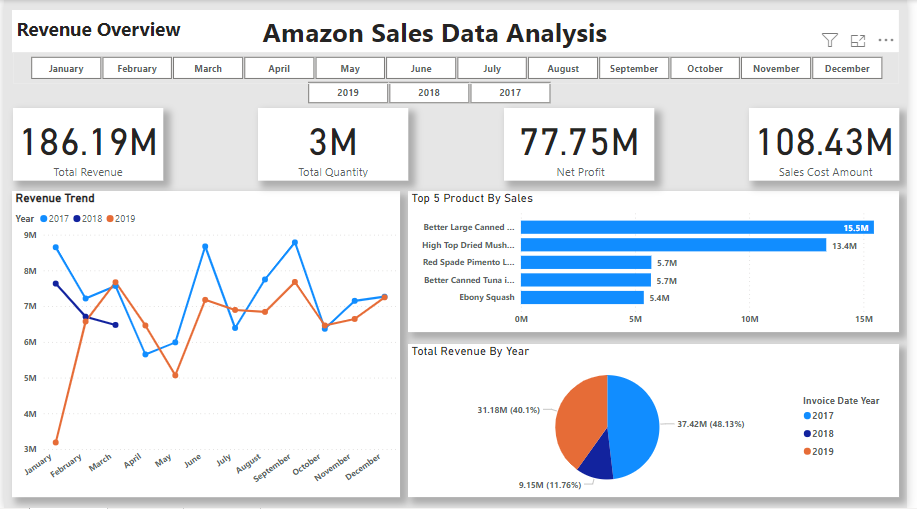 Revenue Overview
Amazon Sales Data Analysis
January February March April May June July August September October November December
2019 2018 2017
186.19M
Total Revenue
3M
Total Quantity
77.75M
Net Profit
108.43M
Sales Cost Amount
Revenue Trend
Year 2017 2018 2019
9M
8M
7M
6M
5M
4M
3M
January February March April May June July August September October November December
Top 5 Product By Sales
Better Large Canned ... 15.5M
High Top Dried Mush... 13.4M
Red Spade Pimento L... 5.7M
Better Canned Tuna i... 5.7M
Ebony Squash 5.4M
0M 5M 10M 15M
Total Revenue By Year
31.18M (40.1%)
37.42M (48.13%)
9.15M (11.76%)
Invoice Date Year
2017
2018
2019